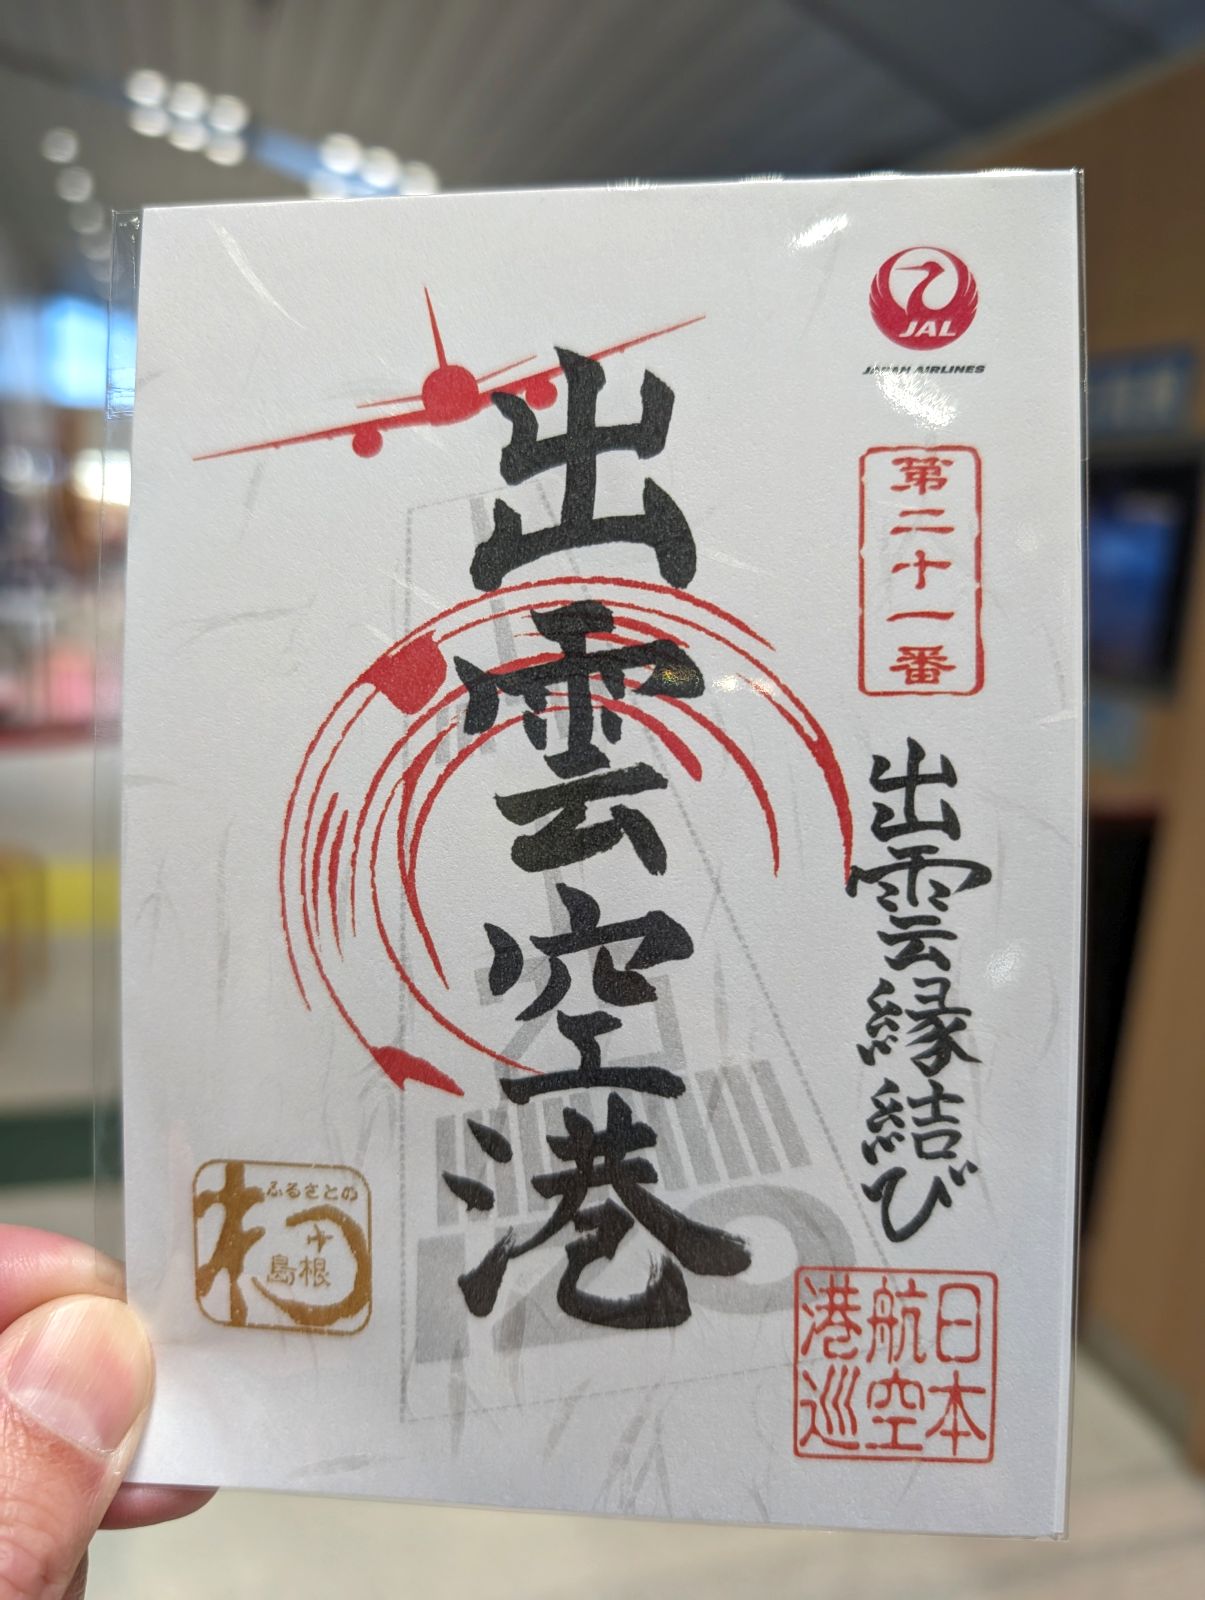 JAL
JAPAN AIRLINES
第二十一番
出雲縁結び
出雲空港
日本
航空
港巡
ふるさとの
島根